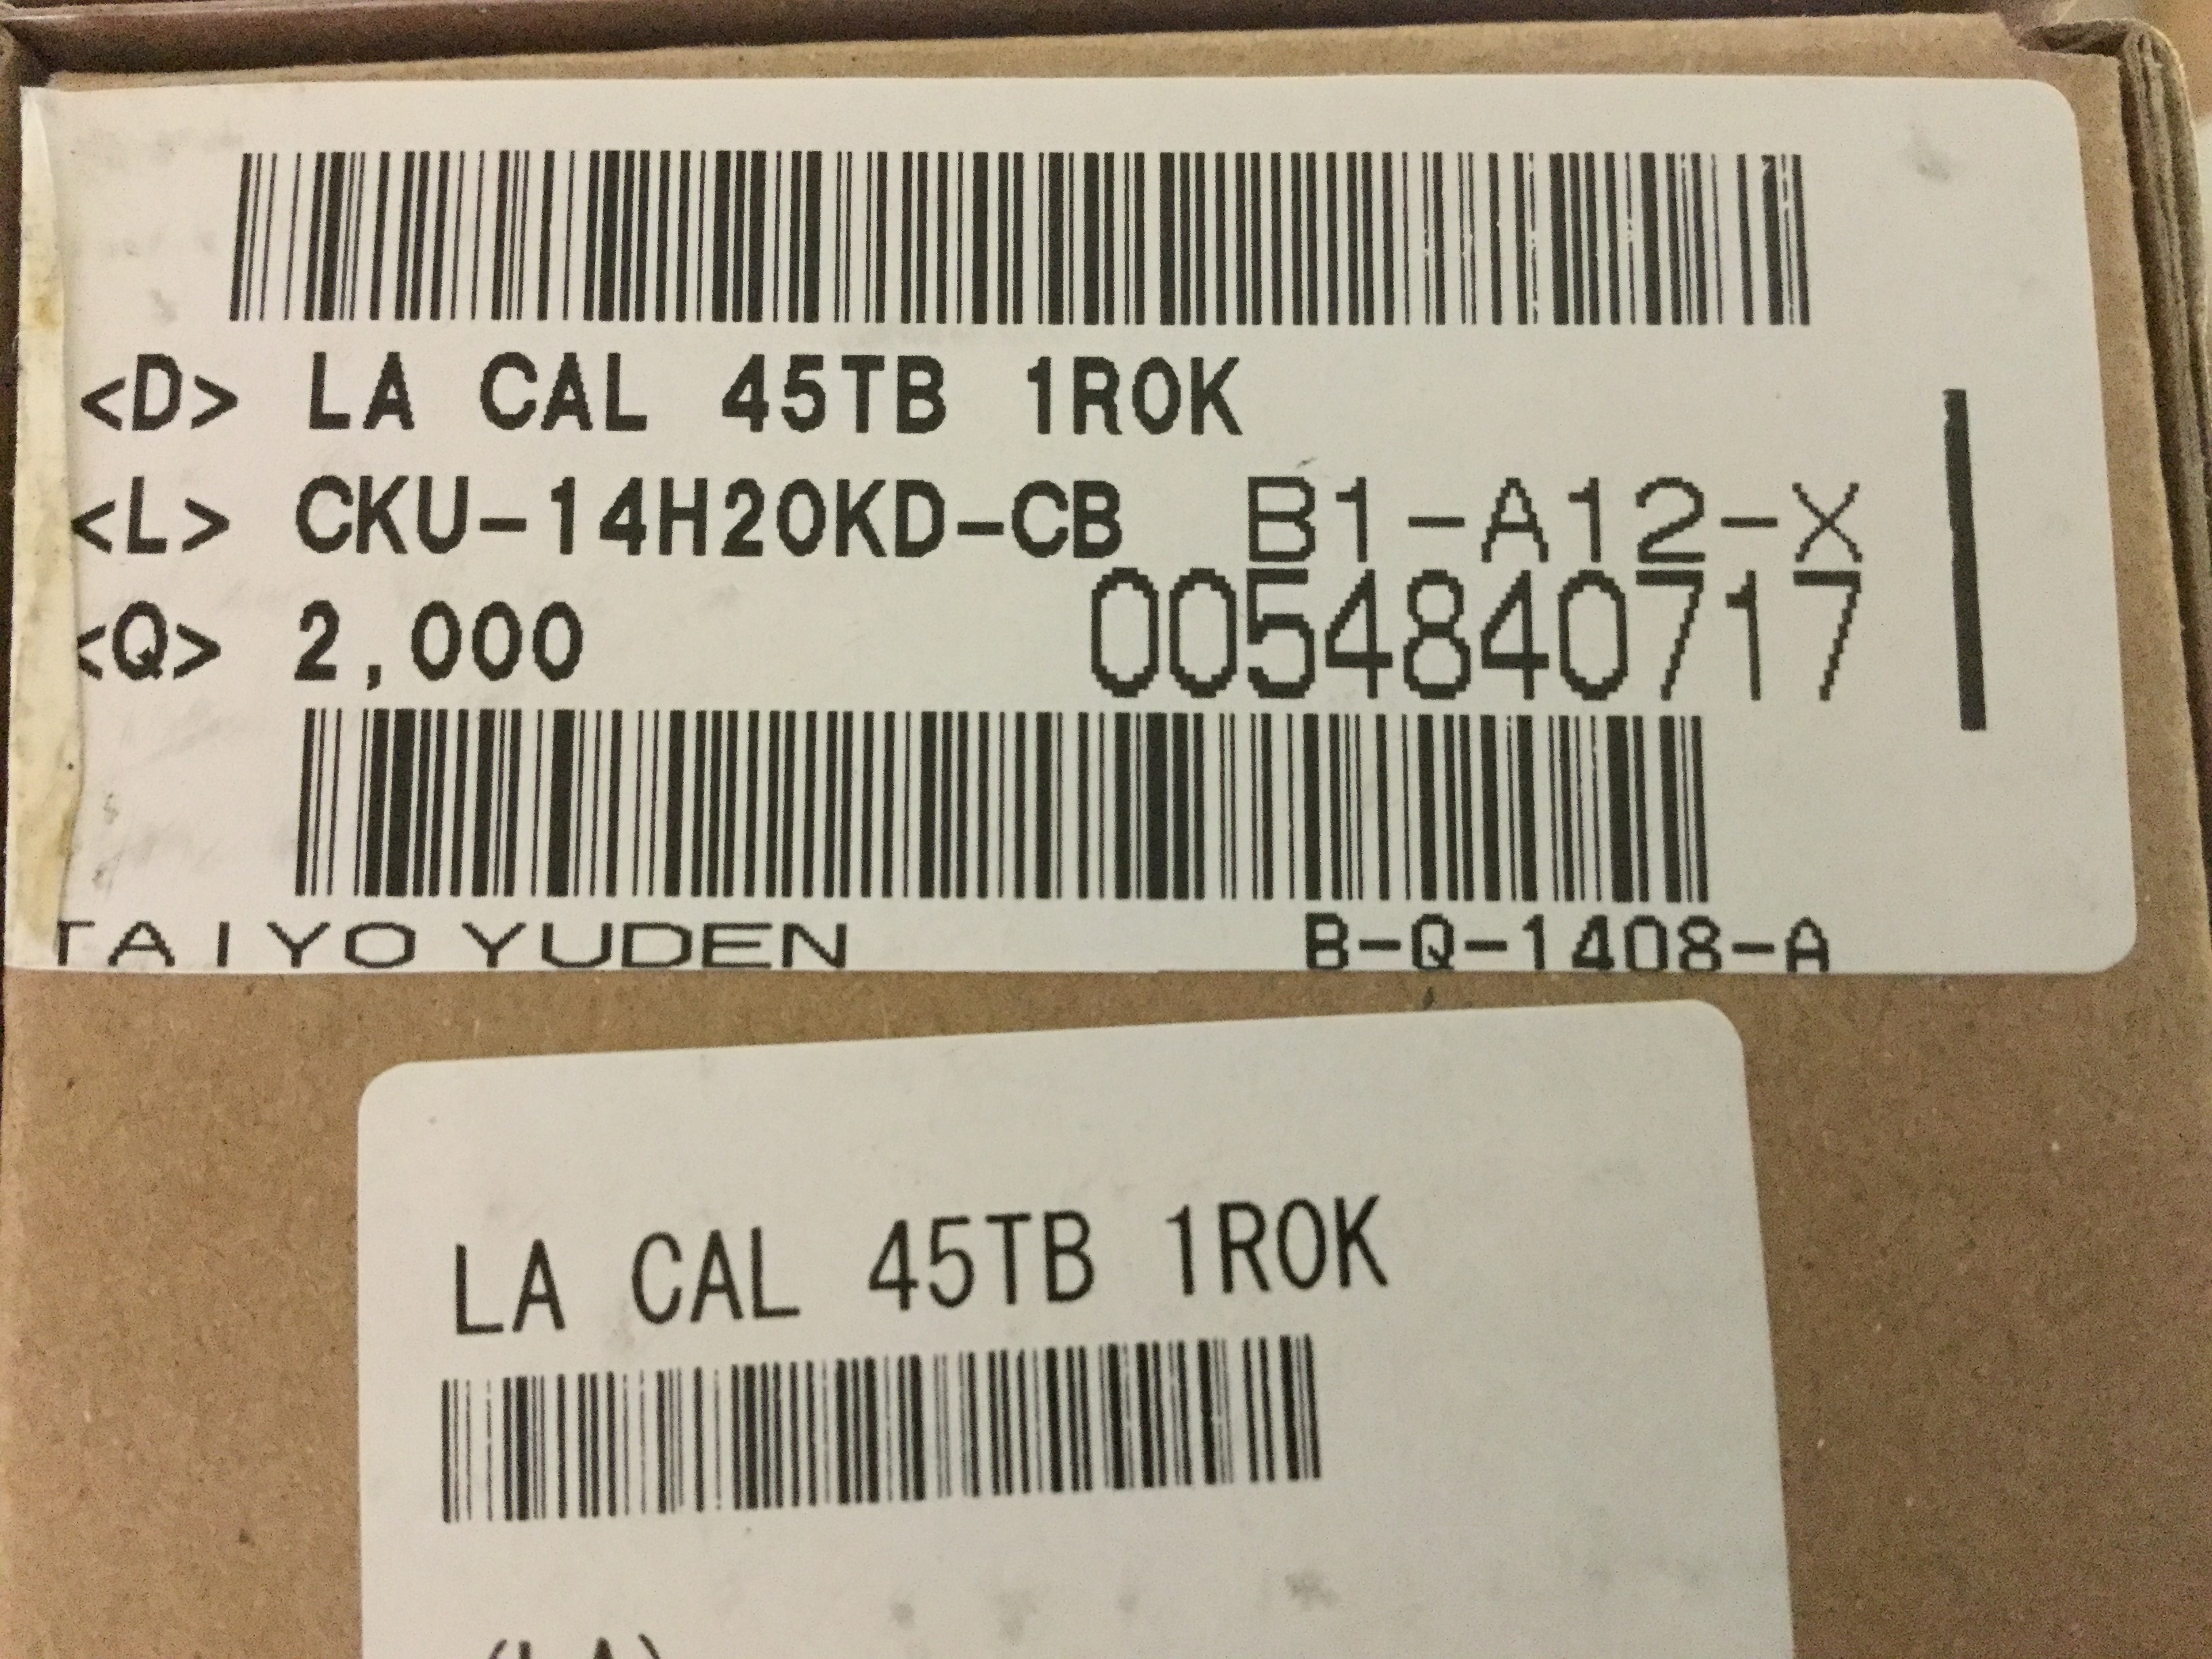 <D> LA CAL 45TB 1R0K
<L> CKU-14H20KD-CB B1-A12-X
<Q> 2,000 0054840717
TAIYO YUDEN B-Q-1408-A
LA CAL 45TB 1R0K
(LA)